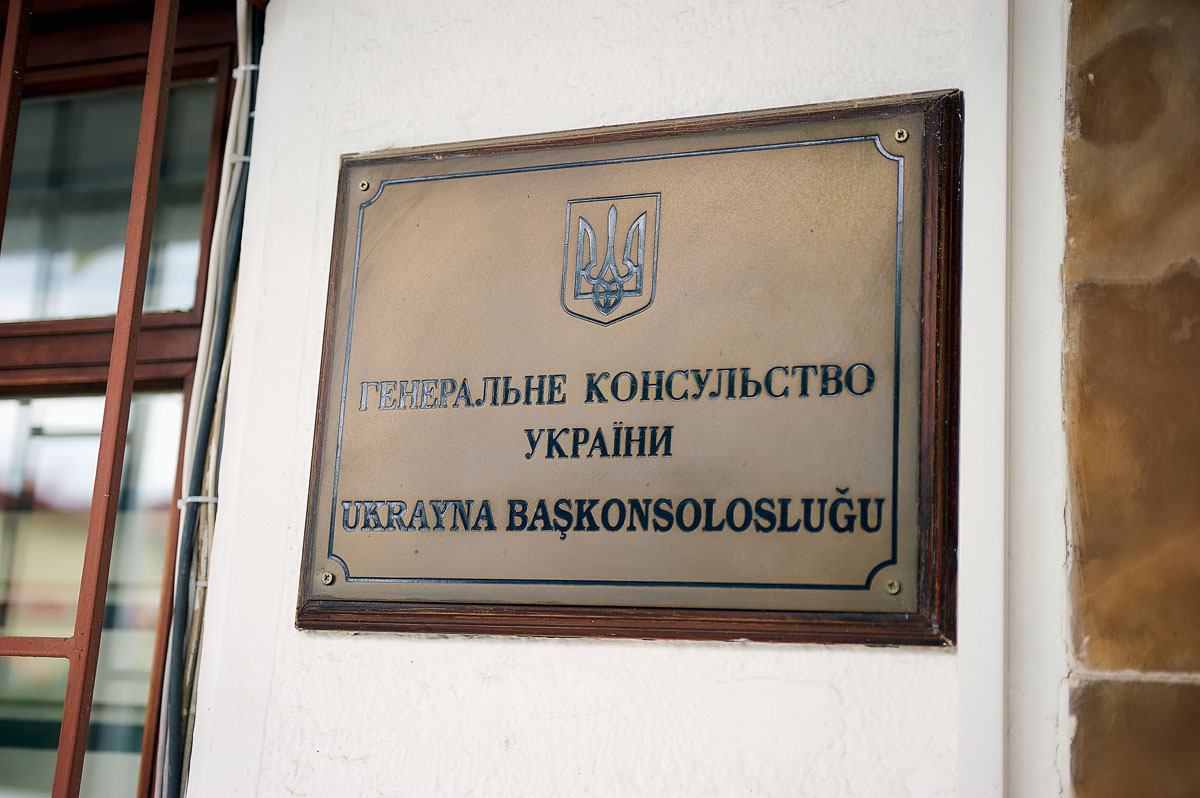 ГЕНЕРАЛЬНЕ КОНСУЛЬСТВО
УКРАЇНИ
UKRAYNA BAŞKONSOLOSLUĞU